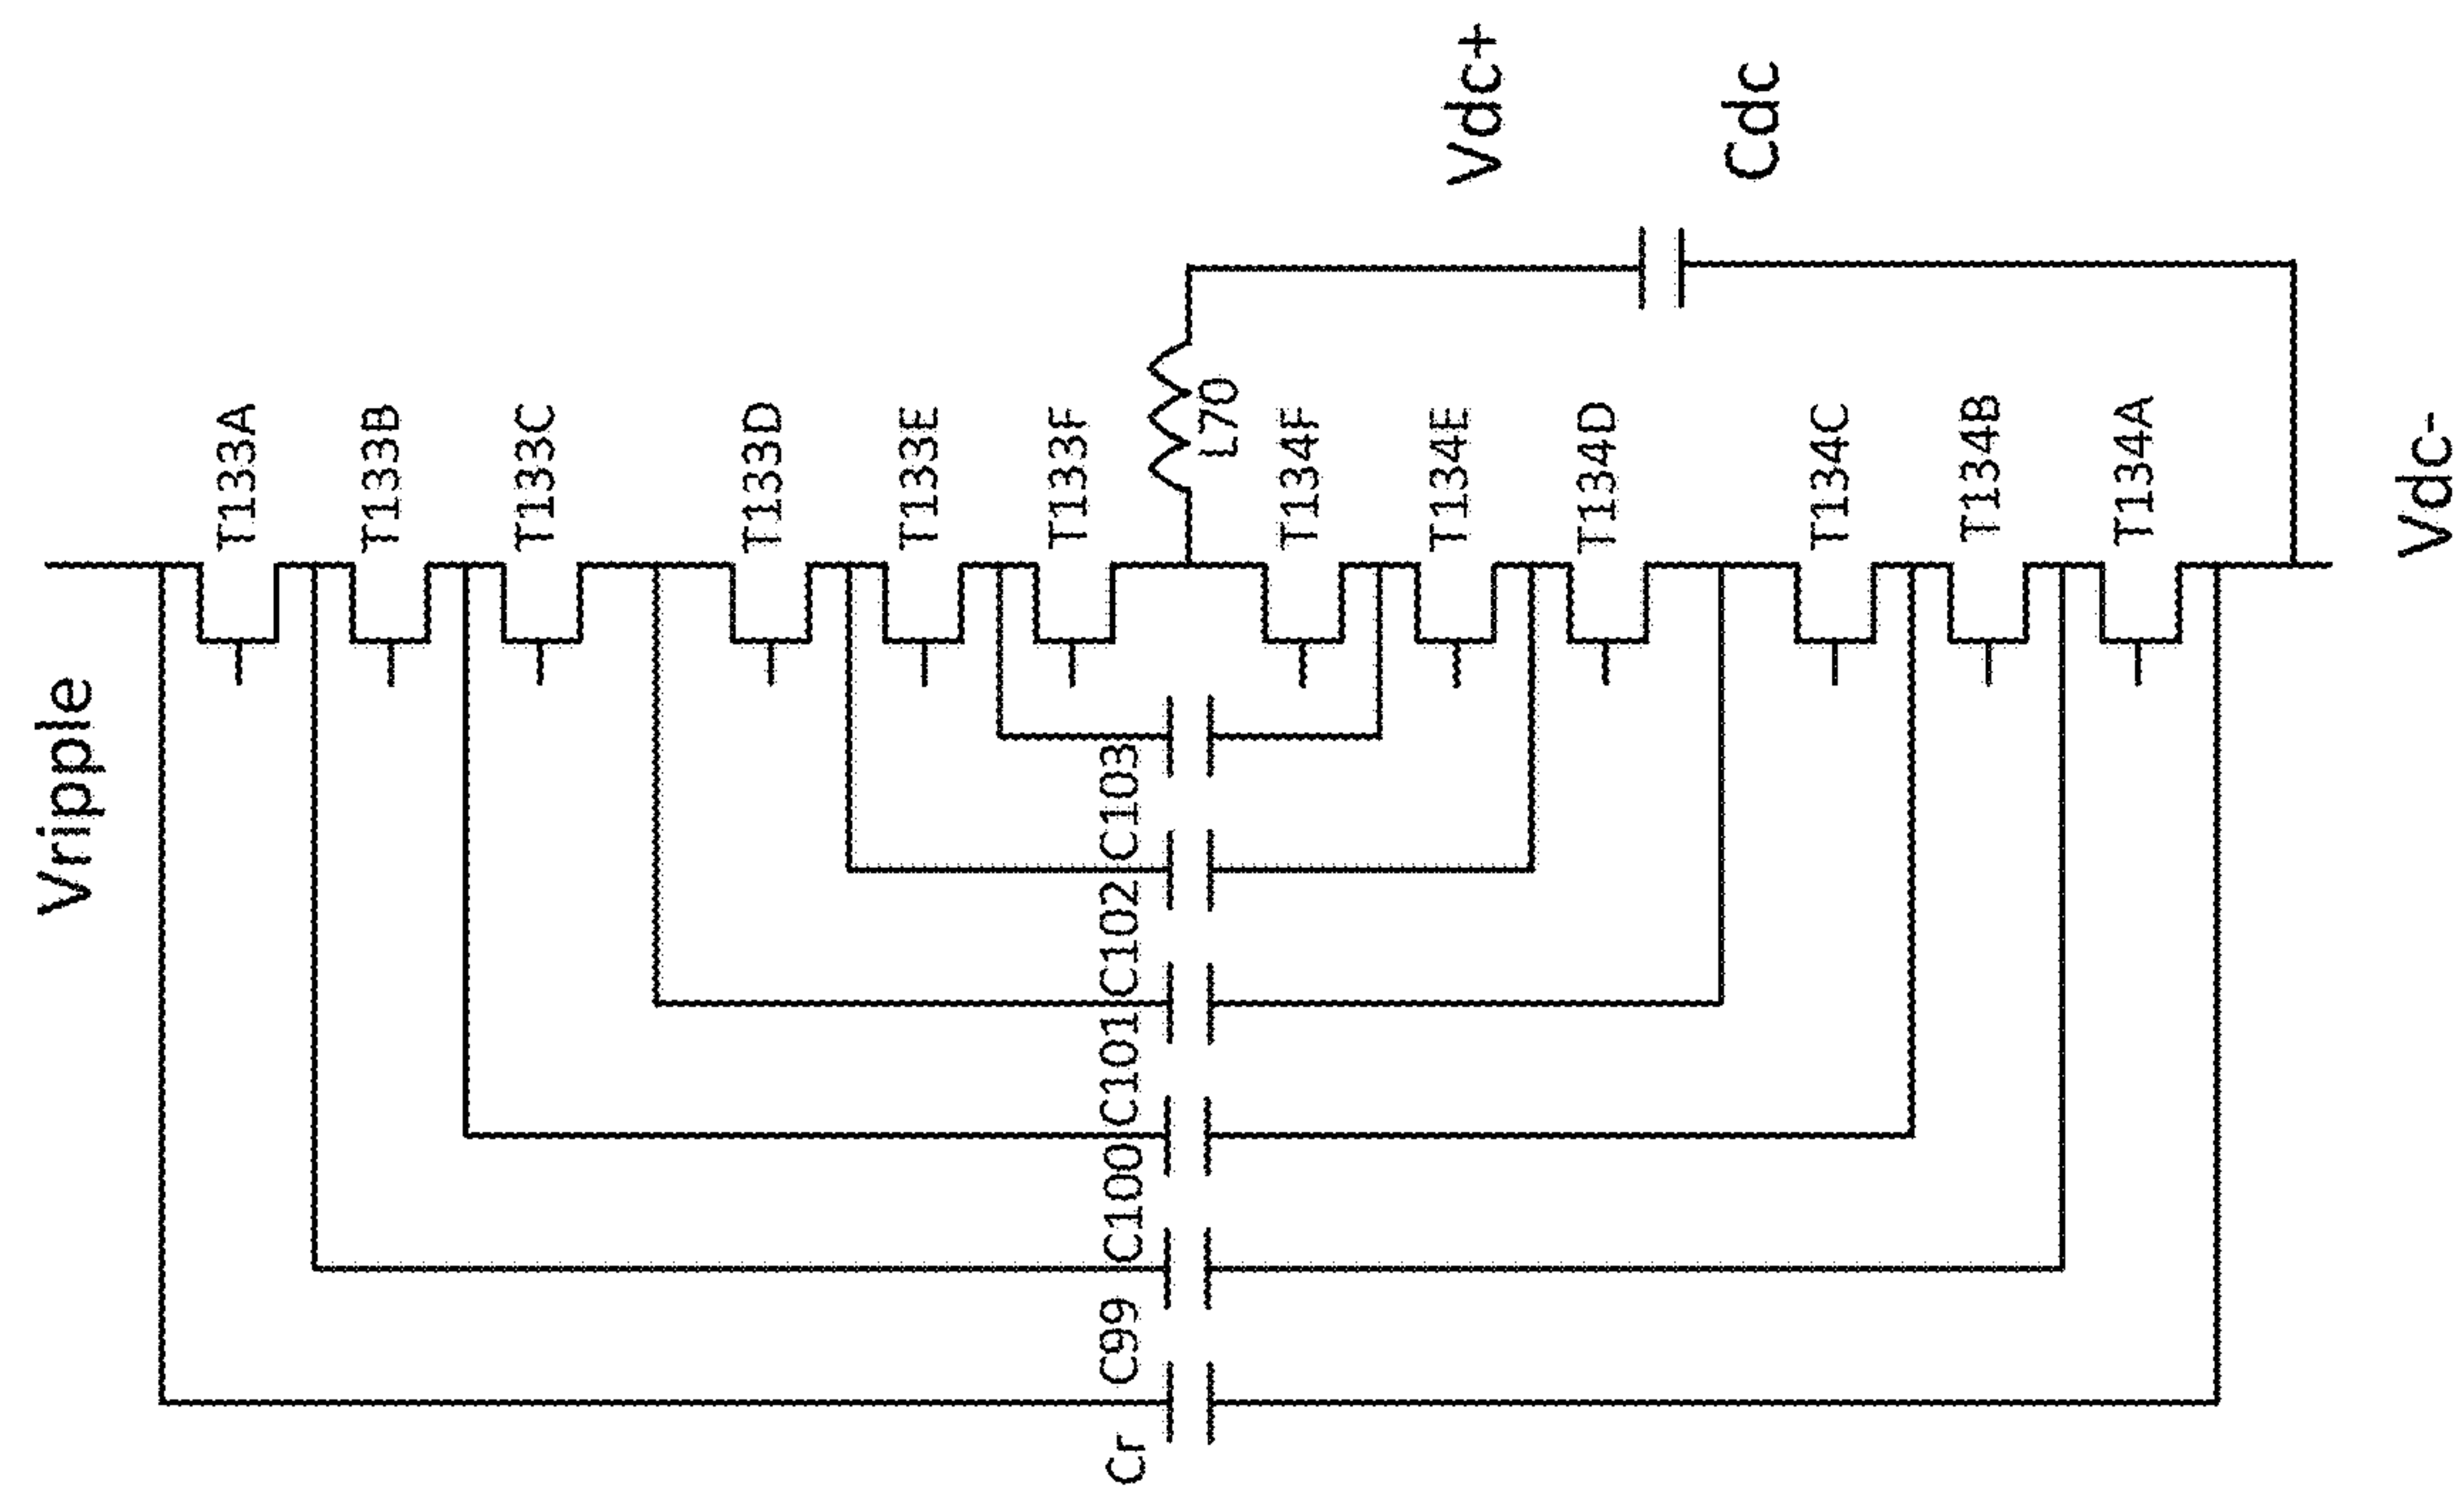 Vripple
T133A
T133B
T133C
T133D
T133E
T133F
L70
T134F
T134E
T134D
T134C
T134B
T134A
Vdc+
Cdc
Vdc-
Cr
C99
C100
C101
C102
C103